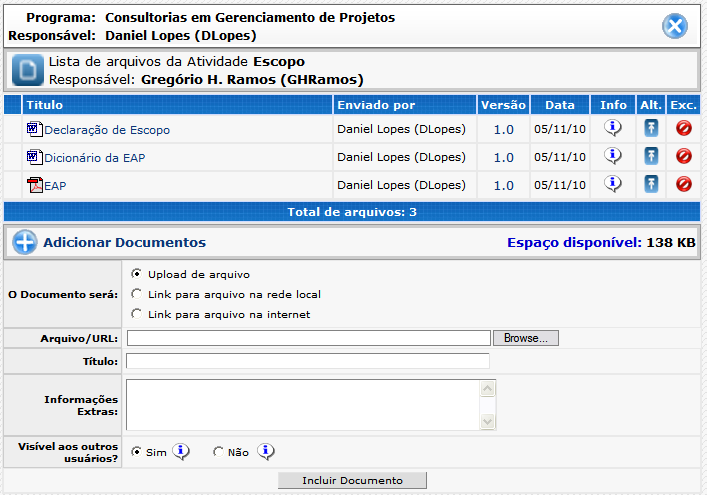 Programa: Consultorias em Gerenciamento de Projetos
Responsável: Daniel Lopes (DLopes)
Lista de arquivos da Atividade Escopo
Responsável: Gregório H. Ramos (GHRamos)
Título Enviado por Versão Data Info Alt. Exc.
Declaração de Escopo Daniel Lopes (DLopes) 1.0 05/11/10
Dicionário da EAP Daniel Lopes (DLopes) 1.0 05/11/10
EAP Daniel Lopes (DLopes) 1.0 05/11/10
Total de arquivos: 3
Adicionar Documentos Espaço disponível: 138 KB
O Documento será:
Upload de arquivo
Link para arquivo na rede local
Link para arquivo na internet
Arquivo/URL: Browse...
Título:
Informações
Extras:
Visível aos outros
usuários?
Sim Não
Incluir Documento